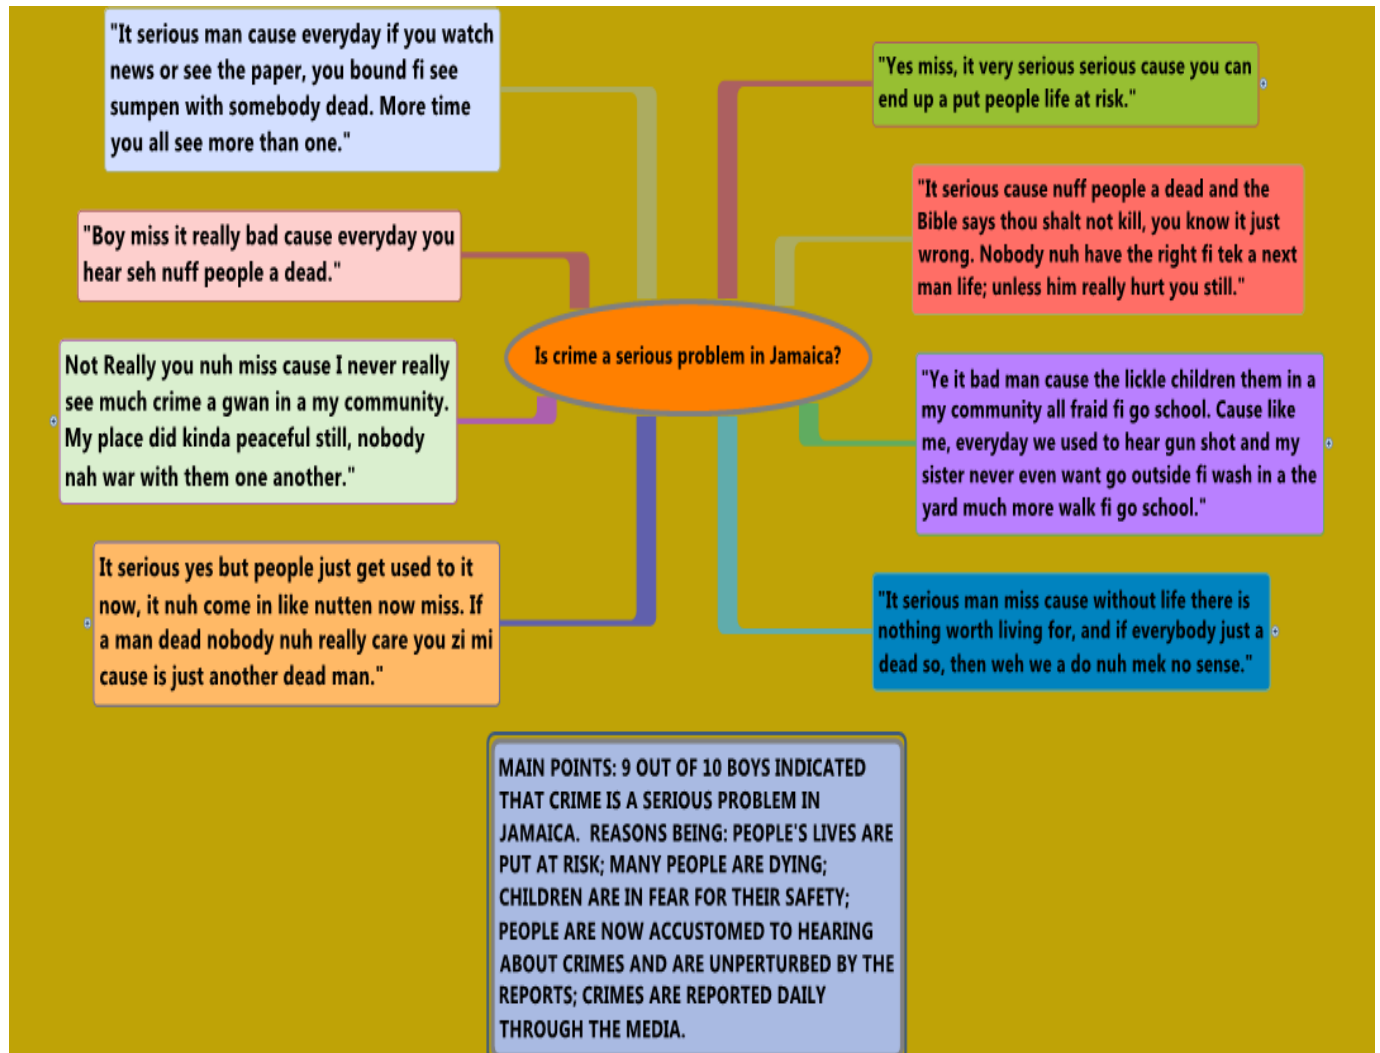 "It serious man cause everyday if you watch
news or see the paper, you bound fi see
sumpen with somebody dead. More time
you all see more than one."
"Boy miss it really bad cause everyday you
hear seh nuff people a dead."
Not Really you nuh miss cause I never really
see much crime a gwan in a my community.
My place did kinda peaceful still, nobody
nah war with them one another."
It serious yes but people just get used to it
now, it nuh come in like nutten now miss. If
a man dead nobody nuh really care you zi mi
cause is just another dead man."
Is crime a serious problem in Jamaica?
"Yes miss, it very serious serious cause you can
end up a put people life at risk."
"It serious cause nuff people a dead and the
Bible says thou shalt not kill, you know it just
wrong. Nobody nuh have the right fi tek a next
man life; unless him really hurt you still."
"Ye it bad man cause the lickle children them in a
my community all fraid fi go school. Cause like
me, everyday we used to hear gun shot and my
sister never even want go outside fi wash in a the
yard much more walk fi go school."
"It serious man miss cause without life there is
nothing worth living for, and if everybody just a
dead so, then weh we a do nuh mek no sense."
MAIN POINTS: 9 OUT OF 10 BOYS INDICATED
THAT CRIME IS A SERIOUS PROBLEM IN
JAMAICA.  REASONS BEING: PEOPLE'S LIVES ARE
PUT AT RISK; MANY PEOPLE ARE DYING;
CHILDREN ARE IN FEAR FOR THEIR SAFETY;
PEOPLE ARE NOW ACCUSTOMED TO HEARING
ABOUT CRIMES AND ARE UNPERTURBED BY THE
REPORTS; CRIMES ARE REPORTED DAILY
THROUGH THE MEDIA.